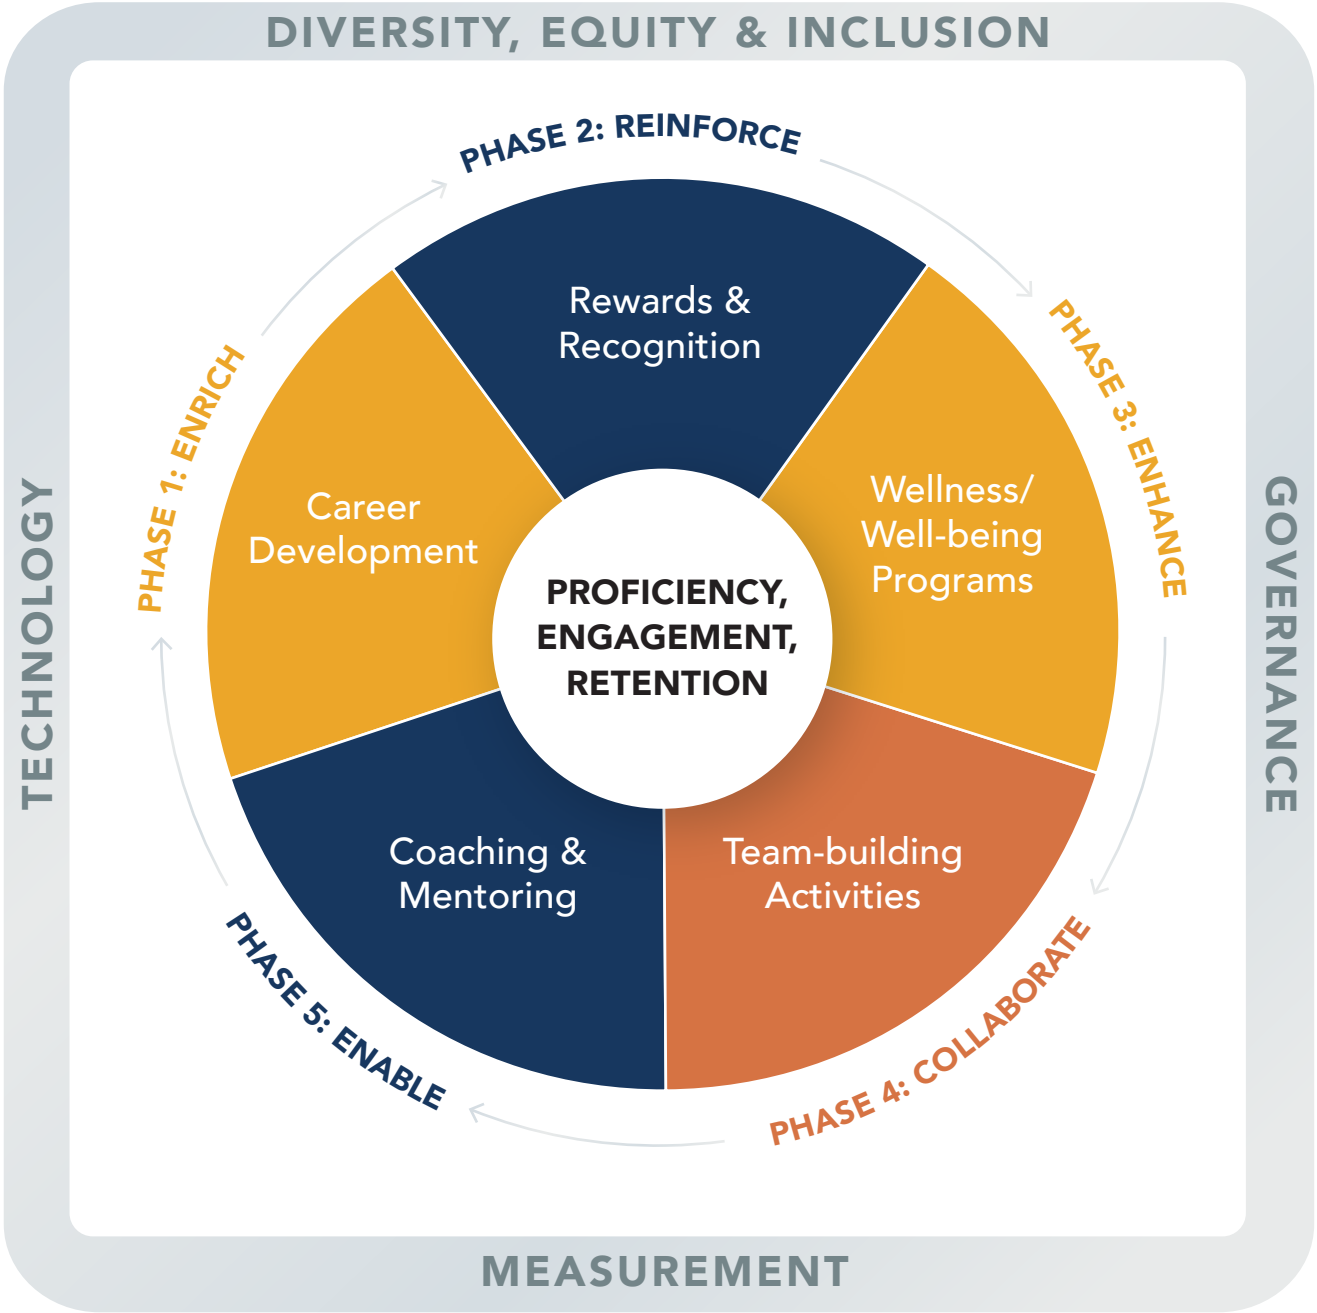 DIVERSITY, EQUITY & INCLUSION
PHASE 1: ENRICH
Career
Development
PHASE 2: REINFORCE
Rewards &
Recognition
PHASE 3: ENHANCE
Wellness/
Well-being
Programs
PHASE 4: COLLABORATE
Team-building
Activities
PHASE 5: ENABLE
Coaching &
Mentoring
PROFICIENCY,
ENGAGEMENT,
RETENTION
TECHNOLOGY
GOVERNANCE
MEASUREMENT